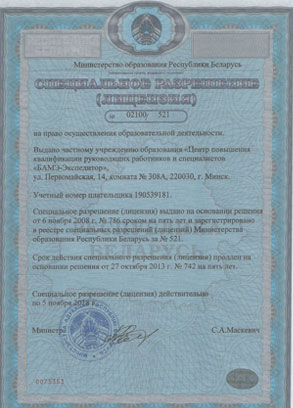 Министерство образования Республики Беларусь
СПЕЦИАЛЬНОЕ РАЗРЕШЕНИЕ
(ЛИЦЕНЗИЯ)
№ 02100/ 521
на право осуществления образовательной деятельности.
Выдано частному учреждению образования «Центр повышения
квалификации руководящих работников и специалистов
«БАМЭ-Экспедитор»,
ул. Первомайская, 14, комната № 308А, 220030, г. Минск.
Учетный номер плательщика 190539181.
Специальное разрешение (лицензия) выдано на основании решения
от 6 ноября 2008 г. № 786 сроком на пять лет и зарегистрировано
в реестре специальных разрешений (лицензий) Министерства
образования Республики Беларусь за № 521.
БЕЛАРУСЬ
Срок действия специального разрешения (лицензии) продлен на
основании решения от 27 октября 2013 г. № 742 на пять лет.
Специальное разрешение (лицензия) действительно
по 5 ноября 2018 г.
Министр
С.А.Маскевич